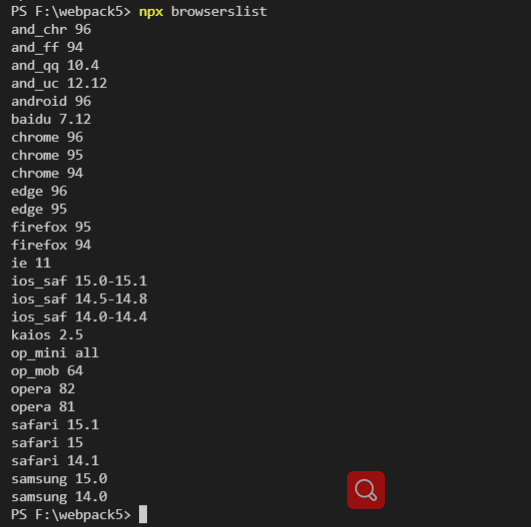 PS F:\webpack5> npx browserslist
and_chr 96
and_ff 94
and_qq 10.4
and_uc 12.12
android 96
baidu 7.12
chrome 96
chrome 95
chrome 94
edge 96
edge 95
firefox 95
firefox 94
ie 11
ios_saf 15.0-15.1
ios_saf 14.5-14.8
ios_saf 14.0-14.4
kaios 2.5
op_mini all
op_mob 64
opera 82
opera 81
safari 15.1
safari 15
safari 14.1
samsung 15.0
samsung 14.0
PS F:\webpack5>